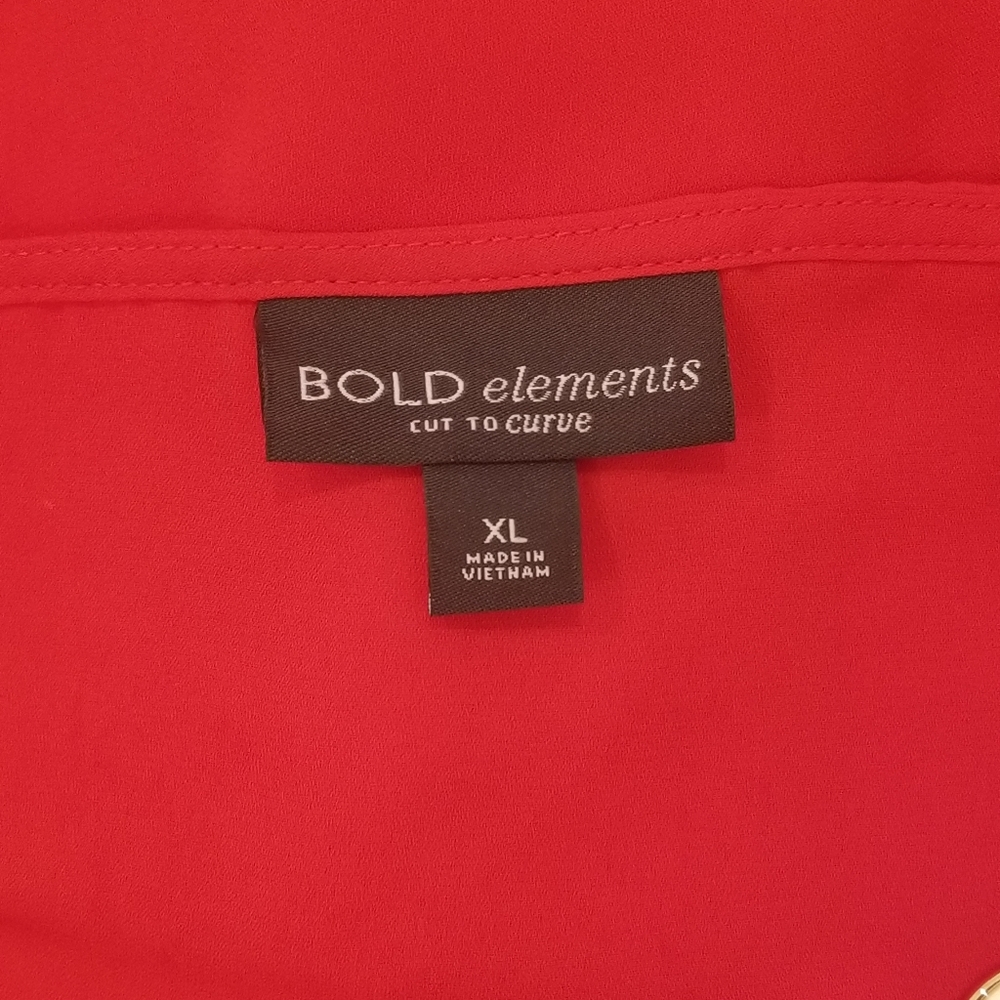 BOLD elements
CUT TO curve
XL
MADE IN
VIETNAM